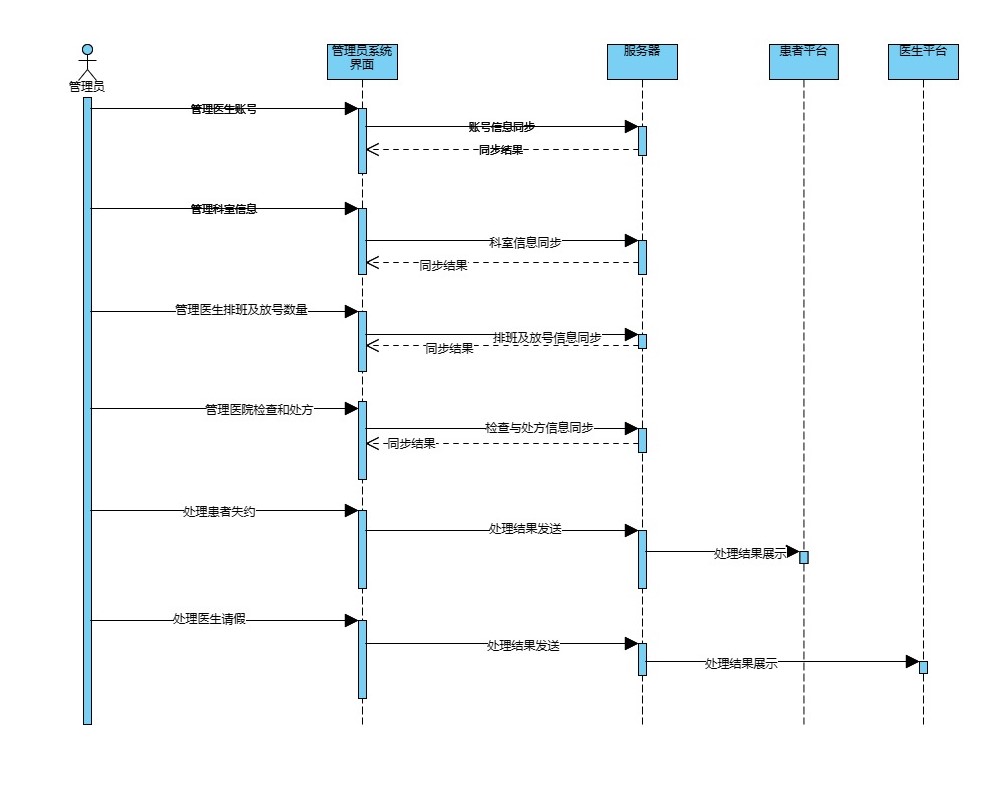 管理员
管理员系统
界面
服务器
患者平台
医生平台
管理医生账号
账号信息同步
同步结果
管理科室信息
科室信息同步
同步结果
管理医生排班及放号数量
排班及放号信息同步
同步结果
管理医院检查和处方
检查与处方信息同步
同步结果
处理患者失约
处理结果发送
处理结果展示
处理医生请假
处理结果发送
处理结果展示